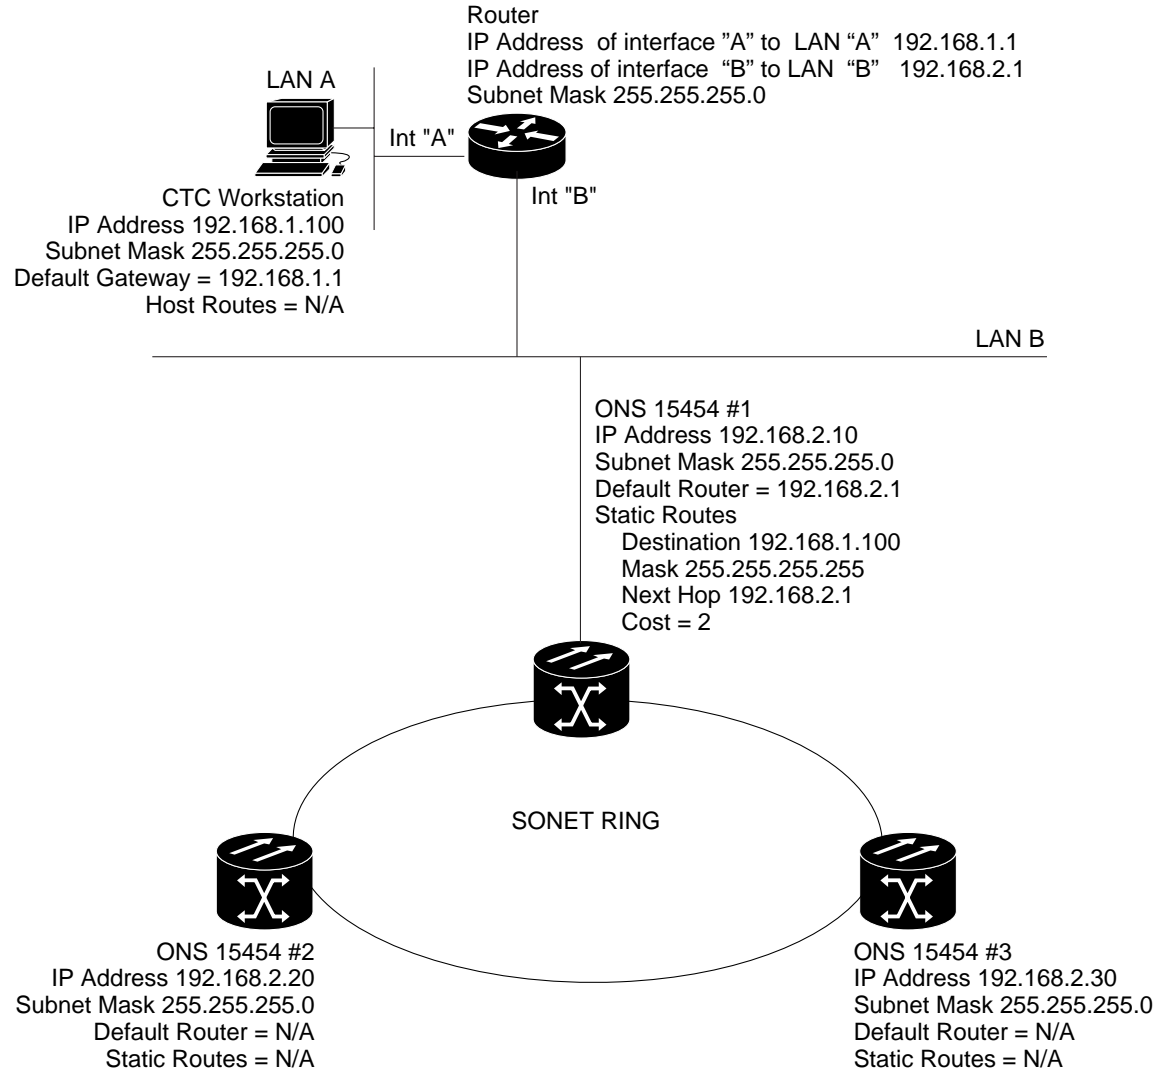 Router
IP Address of interface ”A” to LAN “A” 192.168.1.1
IP Address of interface “B” to LAN “B” 192.168.2.1
Subnet Mask 255.255.255.0
LAN A
Int "A"
Int "B"
CTC Workstation
IP Address 192.168.1.100
Subnet Mask 255.255.255.0
Default Gateway = 192.168.1.1
Host Routes = N/A
LAN B
ONS 15454 #1
IP Address 192.168.2.10
Subnet Mask 255.255.255.0
Default Router = 192.168.2.1
Static Routes
Destination 192.168.1.100
Mask 255.255.255.255
Next Hop 192.168.2.1
Cost = 2
SONET RING
ONS 15454 #2
IP Address 192.168.2.20
Subnet Mask 255.255.255.0
Default Router = N/A
Static Routes = N/A
ONS 15454 #3
IP Address 192.168.2.30
Subnet Mask 255.255.255.0
Default Router = N/A
Static Routes = N/A